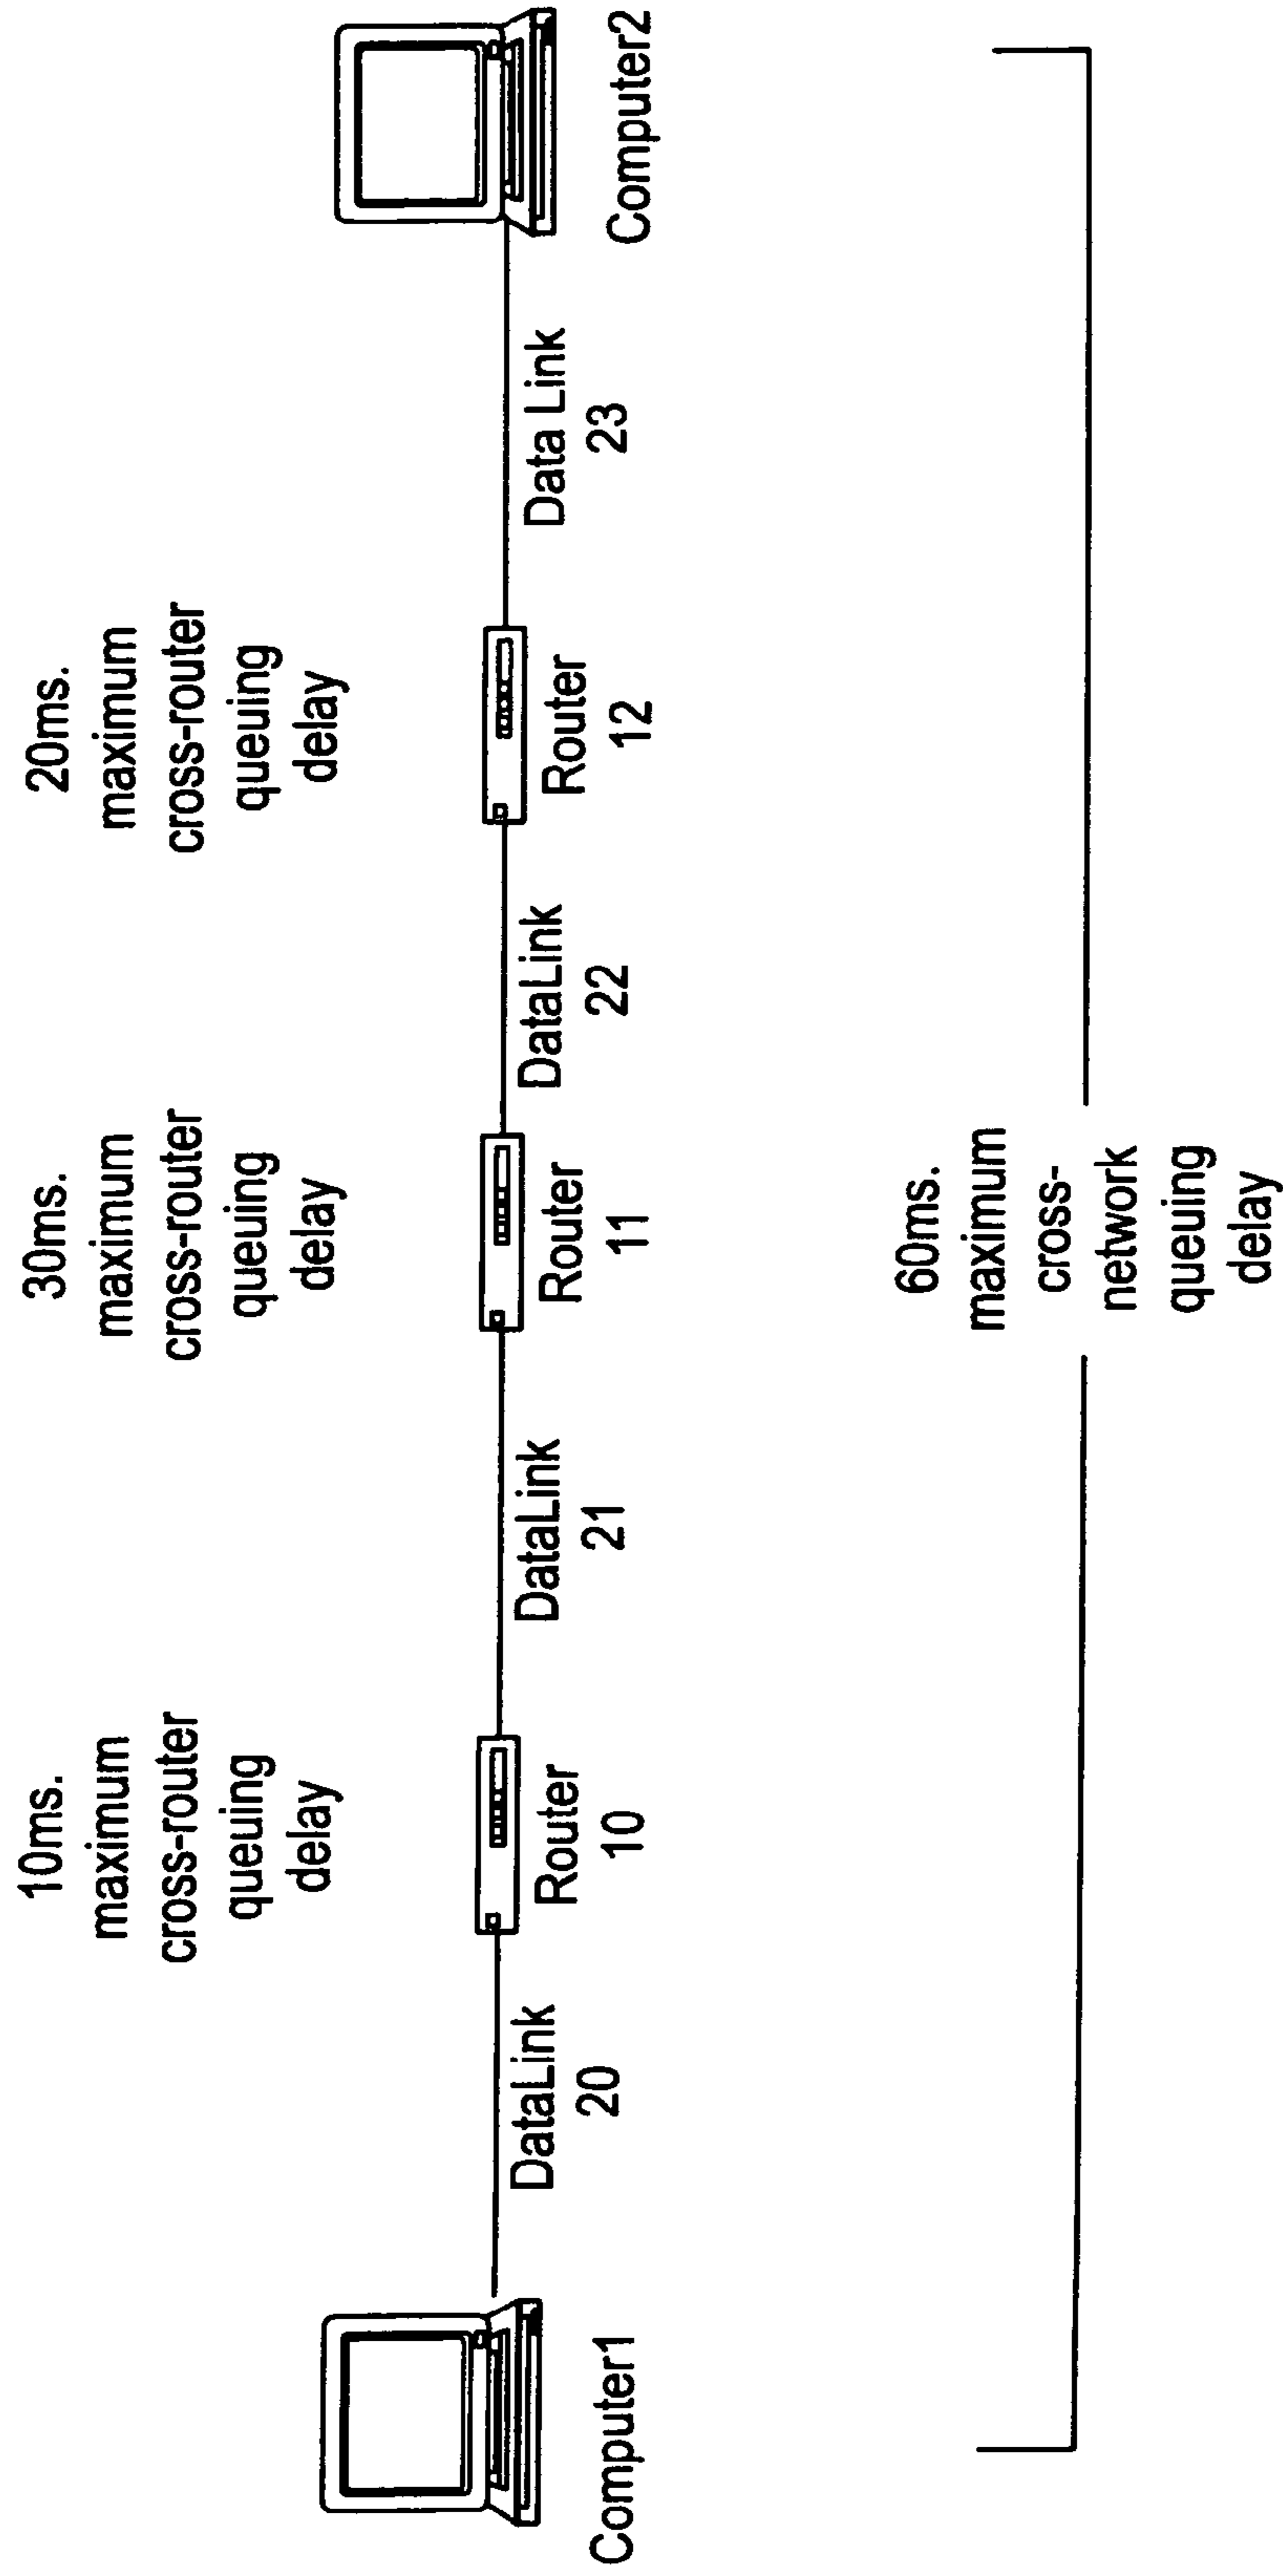 10ms.
maximum
cross-router
queuing
delay
30ms.
maximum
cross-router
queuing
delay
20ms.
maximum
cross-router
queuing
delay
Computer1
DataLink
20
Router
10
DataLink
21
Router
11
DataLink
22
Router
12
Data Link
23
Computer2
60ms.
maximum
cross-
network
queuing
delay